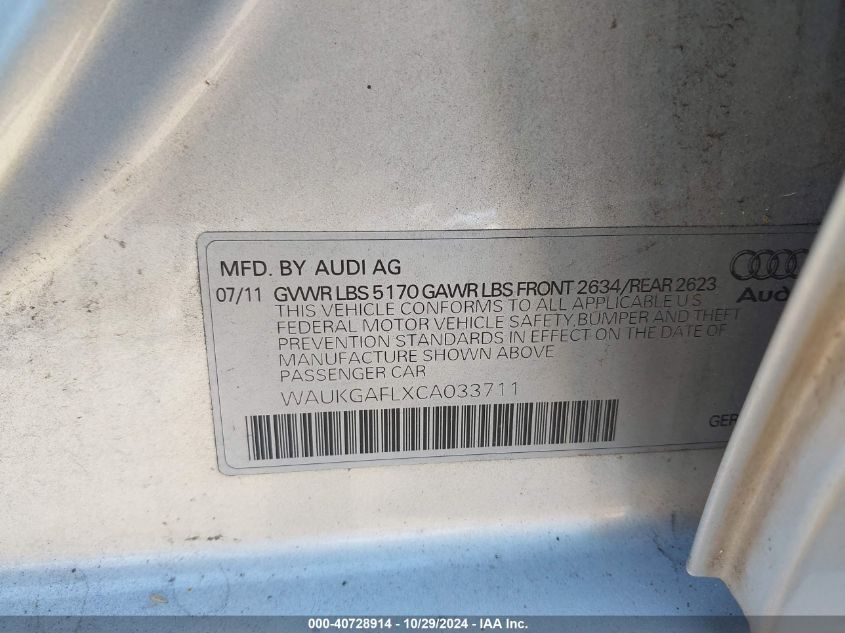 MFD. BY AUDI AG
07/11 GVWR LBS 5170 GAWR LBS FRONT 2634/REAR 2623
THIS VEHICLE CONFORMS TO ALL APPLICABLE U S
FEDERAL MOTOR VEHICLE SAFETY,BUMPER AND THEFT
PREVENTION STANDARDS IN EFFECT ON THE DATE OF
MANUFACTURE SHOWN ABOVE
PASSENGER CAR
WAUKGAFLXCA033711
Aud
GER
000-40728914 - 10/29/2024 - IAA Inc.